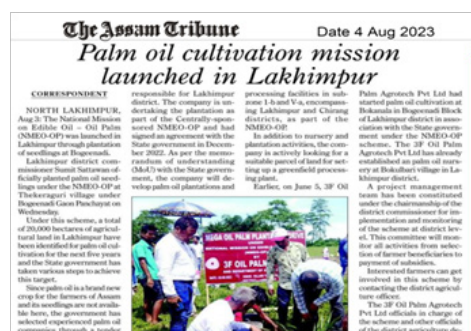 The Assam Tribune
Date 4 Aug 2023
Palm oil cultivation mission
launched in Lakhimpur
CORRESPONDENT
NORTH LAKHIMPUR,
Aug 3: The National Mission
on Edible Oil – Oil Palm
(NMEO-OP) was launched in
Lakhimpur through plantation
of seedlings at Bogeenadi.
Lakhimpur district com-
missioner Sumit Sattawan of-
ficially planted palm oil seed-
lings under the NMEO-OP at
Thekeraguri village under
Bogeenadi Gaon Panchayat on
Wednesday.
Under this scheme, a total
of 20,000 hectares of agricul-
tural land in Lakhimpur have
been identified for palm oil cul-
tivation for the next five years
and the State government has
taken various steps to achieve
this target.
Since palm oil is a brand new
crop for the farmers of Assam
and its seedlings are not availa-
ble here, the government has
selected experienced palm oil
companies through a tender
responsible for Lakhimpur
district. The company is un-
dertaking the plantation as
part of the Centrally-spon-
sored NMEO-OP and had
signed an agreement with the
State government in Decem-
ber 2022. As per the memo-
randum of understanding
(MoU) with the State govern-
ment, the company will de-
velop palm oil plantations and
processing facilities in sub-
zone 1-b and V-a, encompass-
ing Lakhimpur and Chirang
districts, as part of the
NMEO-OP.
In addition to nursery and
plantation activities, the com-
pany is actively looking for a
suitable parcel of land for set-
ting up a greenfield process-
ing plant.
Earlier, on June 5, 3F Oil
MEGA OIL PALM PLANTATION DRIVE
3F OIL PALM
Palm Agrotech Pvt Ltd had
started palm oil cultivation at
Bokanala in Bogeenadi Block
of Lakhimpur district in asso-
ciation with the State govern-
ment under the NMEO-OP
scheme. The 3F Oil Palm
Agrotech Pvt Ltd has already
established an palm oil nurs-
ery at Bokulbari village in La-
khimpur district.
A project management
team has been constituted
under the chairmanship of the
district commissioner for im-
plementation and monitoring
of the scheme at district lev-
el. This committee will mon-
itor all activities from selec-
tion of farmer beneficiaries to
payment of subsidies.
Interested farmers can get
involved in this scheme by
contacting the district agricul-
ture officer.
The 3F Oil Palm Agrotech
Pvt Ltd officials in charge of
the scheme and other officials